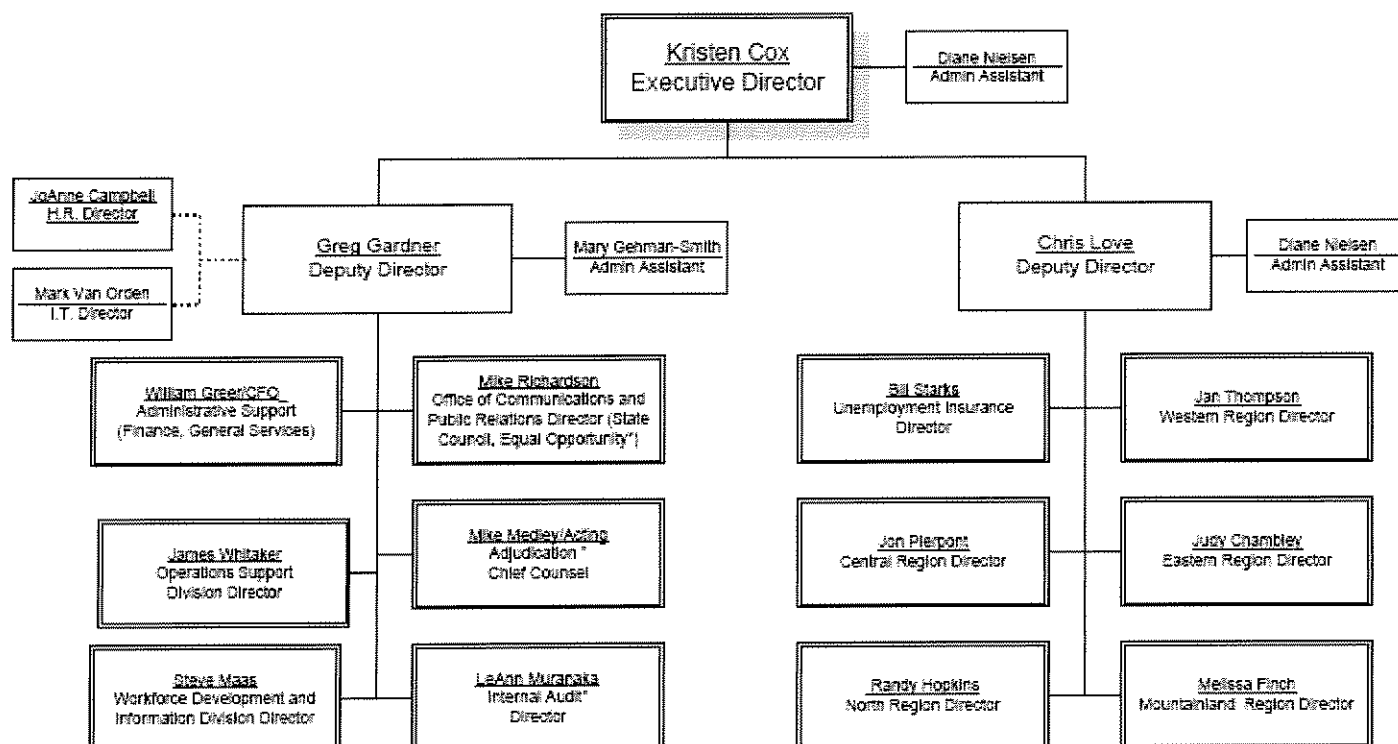 Kristen Cox
Executive Director
Diane Nielsen
Admin Assistant
JoAnne Campbell
H.R. Director
Mark Van Orden
I.T. Director
Greg Gardner
Deputy Director
Mary Gehman-Smith
Admin Assistant
Chris Love
Deputy Director
Diane Nielsen
Admin Assistant
William Greer/CFO
Administrative Support
(Finance, General Services)
Mike Richardson
Office of Communications and
Public Relations Director (State
Council, Equal Opportunity*)
Bill Starks
Unemployment Insurance
Director
Jan Thompson
Western Region Director
James Whitaker
Operations Support
Division Director
Mike Medley/Acting
Adjudication *
Chief Counsel
Jon Pierpont
Central Region Director
Judy Chambley
Eastern Region Director
Steve Maas
Workforce Development and
Information Division Director
LeAnn Muranaka
Internal Audit*
Director
Randy Hopkins
North Region Director
Melissa Finch
Mountainland Region Director